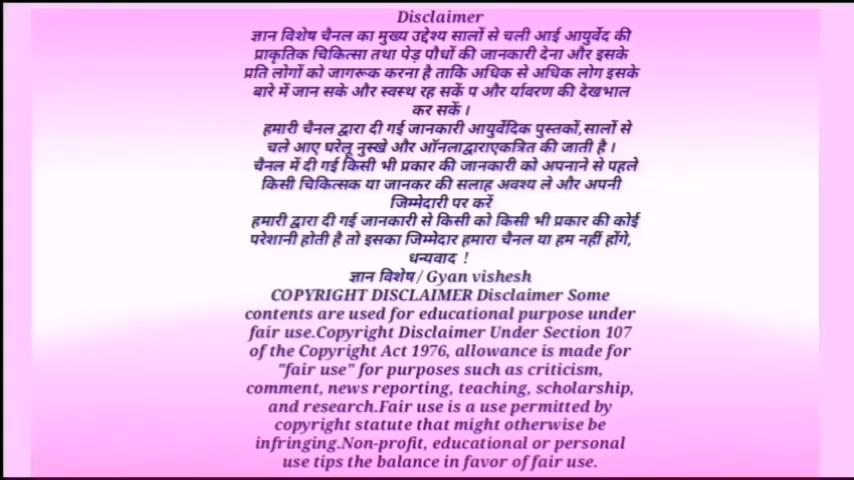 Disclaimer
ज्ञान विशेष चैनल का मुख्य उद्देश्य सालों से चली आई आयुर्वेद की
प्राकृतिक चिकित्सा तथा पेड़ पौधों की जानकारी देना और इसके
प्रति लोगों को जागरूक करना है ताकि अधिक से अधिक लोग इसके
बारे में जान सके और स्वस्थ रह सकें प और र्यावरण की देखभाल
कर सकें ।
हमारी चैनल द्वारा दी गई जानकारी आयुर्वेदिक पुस्तकों,सालों से
चले आए घरेलू नुस्खे और ऑनलाद्वाराएकत्रित की जाती है ।
चैनल में दी गई किसी भी प्रकार की जानकारी को अपनाने से पहले
किसी चिकित्सक या जानकर की सलाह अवश्य ले और अपनी
जिम्मेदारी पर करें
हमारी द्वारा दी गई जानकारी से किसी को किसी भी प्रकार की कोई
परेशानी होती है तो इसका जिम्मेदार हमारा चैनल या हम नहीं होंगे,
धन्यवाद !
ज्ञान विशेष/ Gyan vishesh
COPYRIGHT DISCLAIMER Disclaimer Some
contents are used for educational purpose under
fair use.Copyright Disclaimer Under Section 107
of the Copyright Act 1976, allowance is made for
"fair use" for purposes such as criticism,
comment, news reporting, teaching, scholarship,
and research.Fair use is a use permitted by
copyright statute that might otherwise be
infringing.Non-profit, educational or personal
use tips the balance in favor of fair use.